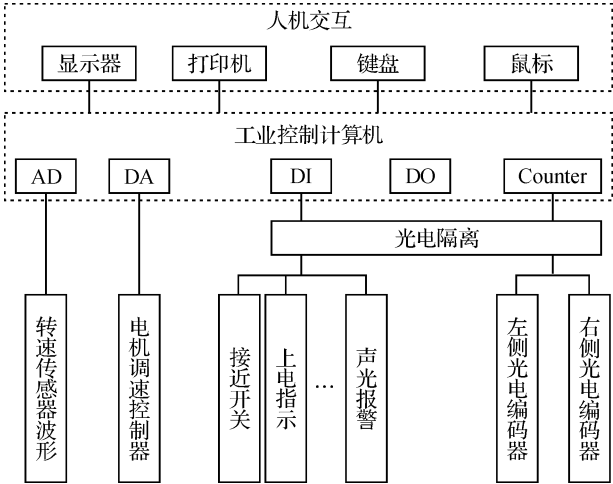 人机交互
显示器
打印机
键盘
鼠标
工业控制计算机
AD
DA
DI
DO
Counter
光电隔离
转速传感器波形
电机调速控制器
接近开关
上电指示
…
声光报警
左侧光电编码器
右侧光电编码器